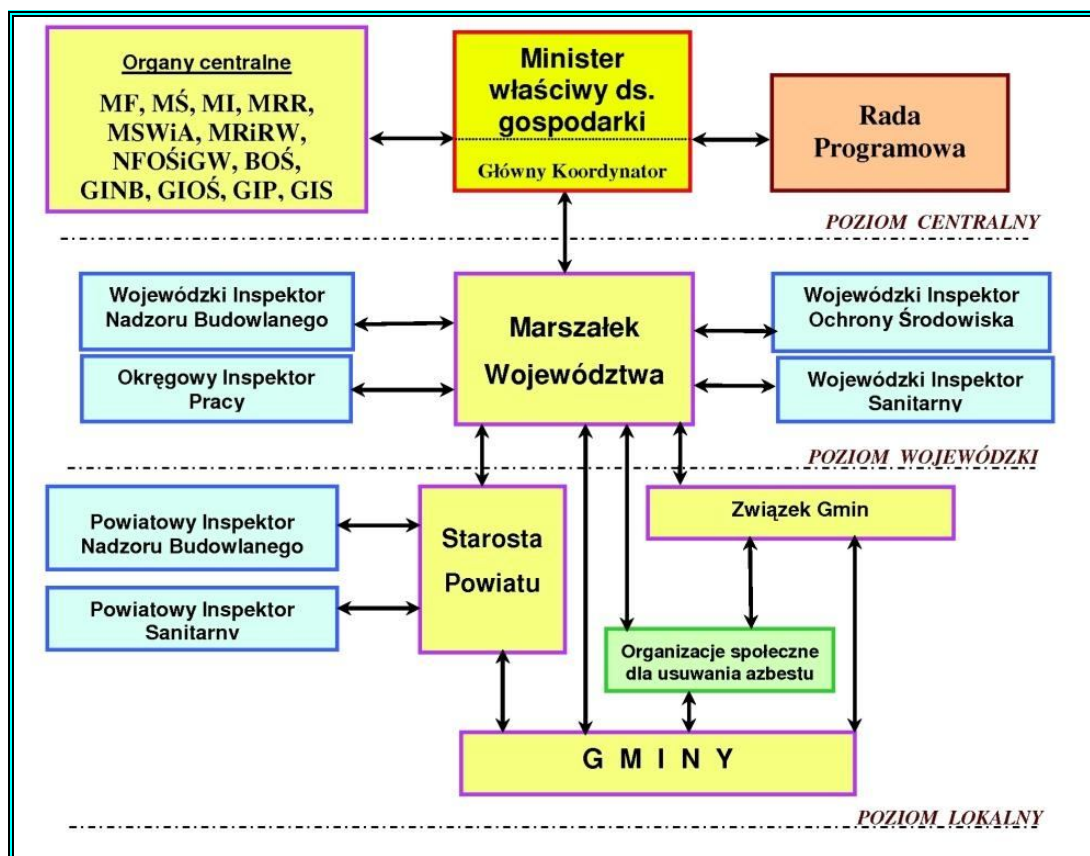 Organy centralne
MF, MŚ, MI, MRR,
MSWiA, MRiRW,
NFOŚiGW, BOŚ,
GINB, GIOŚ, GIP, GIS
Minister
właściwy ds.
gospodarki
Główny Koordynator
Rada
Programowa
POZIOM CENTRALNY
Wojewódzki Inspektor
Nadzoru Budowlanego
Okręgowy Inspektor
Pracy
Marszałek
Województwa
Wojewódzki Inspektor
Ochrony Środowiska
Wojewódzki Inspektor
Sanitarny
POZIOM WOJEWÓDZKI
Powiatowy Inspektor
Nadzoru Budowlanego
Powiatowy Inspektor
Sanitarny
Starosta
Powiatu
Związek Gmin
Organizacje społeczne
dla usuwania azbestu
G M I N Y
POZIOM LOKALNY